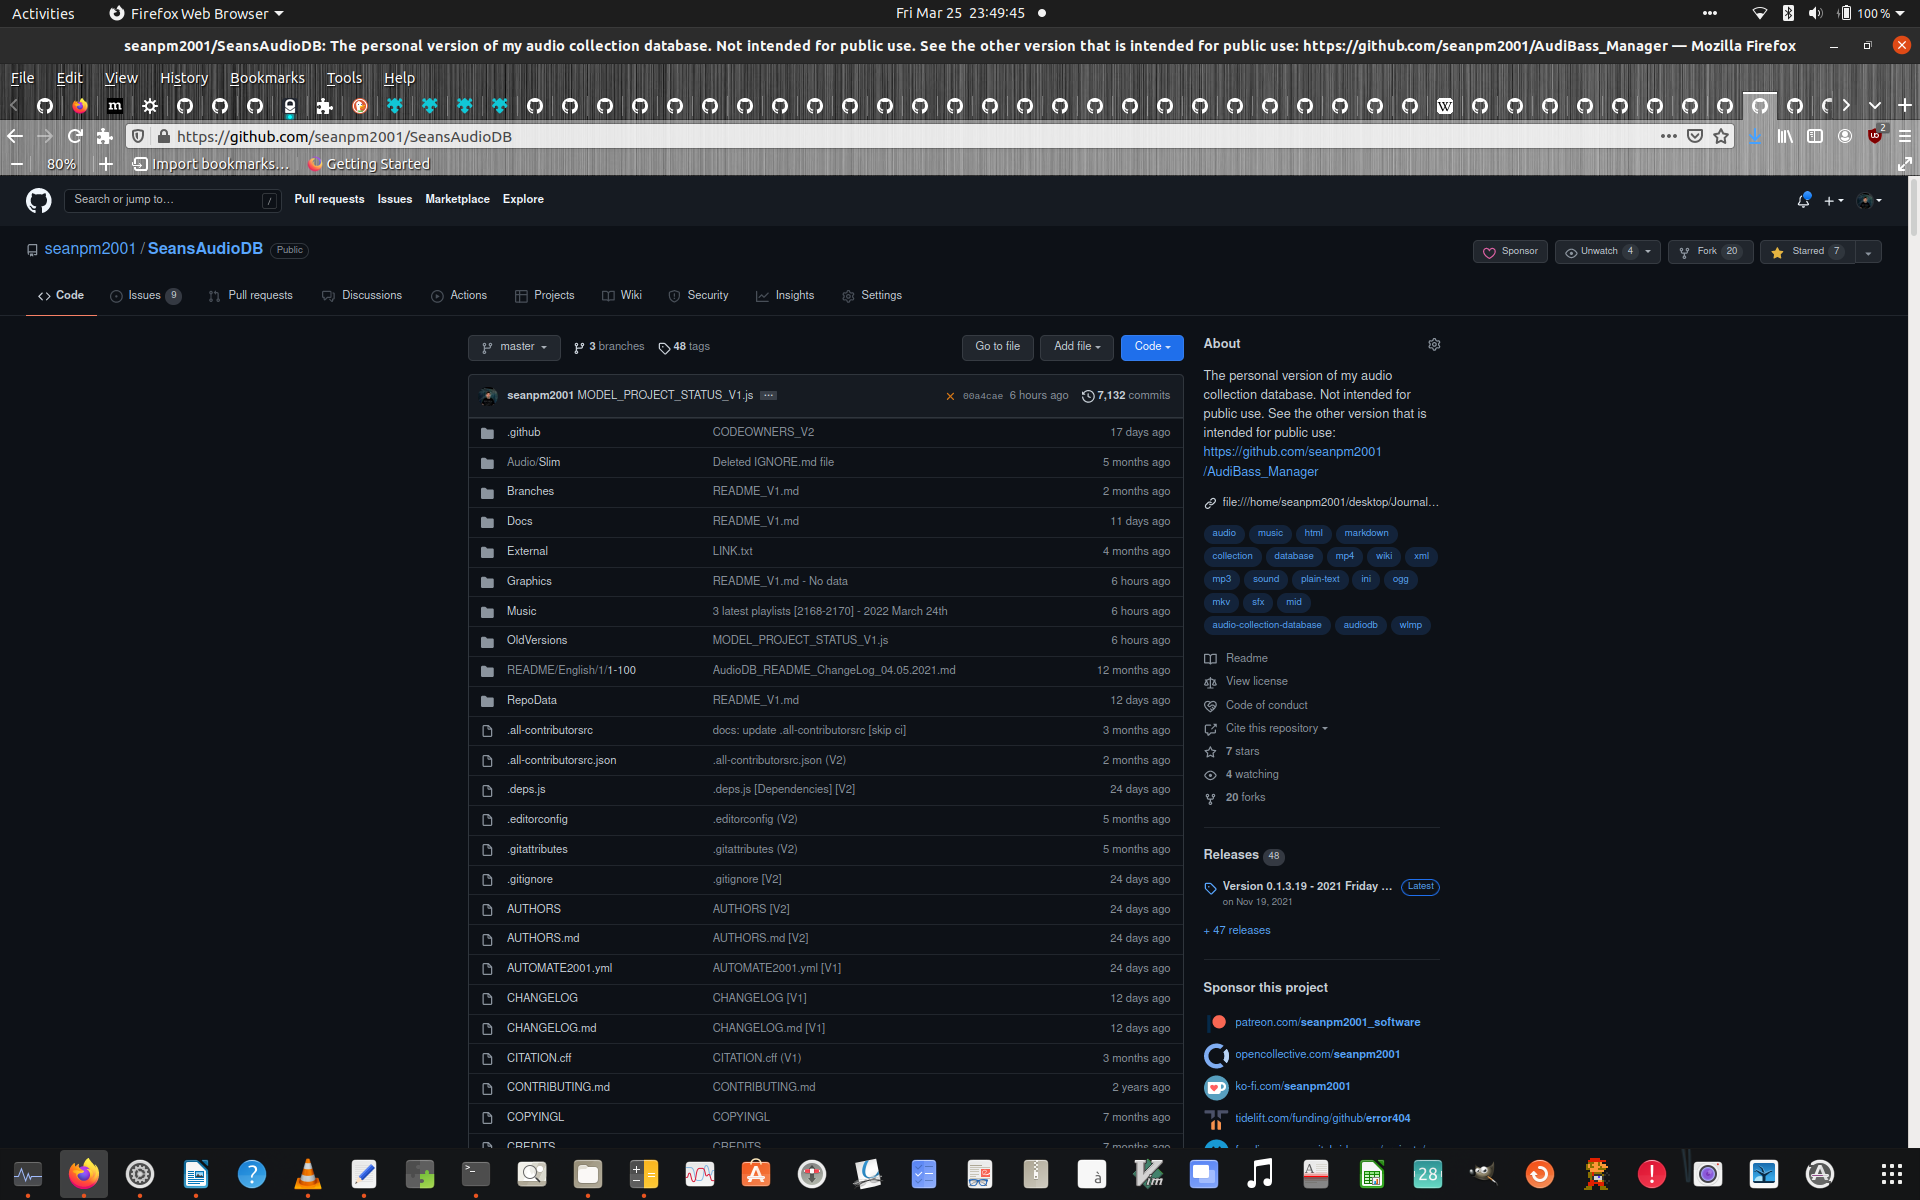 Activities
Firefox Web Browser
Fri Mar 25 23:49:45
100 %
seanpm2001/SeansAudioDB: The personal version of my audio collection database. Not intended for public use. See the other version that is intended for public use: https://github.com/seanpm2001/AudiBass_Manager — Mozilla Firefox
File Edit View History Bookmarks Tools Help
https://github.com/seanpm2001/SeansAudioDB
2
80%
Import bookmarks...
Getting Started
Search or jump to...
/
Pull requests
Issues
Marketplace
Explore
seanpm2001 / SeansAudioDB
Public
Sponsor
Unwatch 4
Fork 20
Starred 7
Code
Issues 9
Pull requests
Discussions
Actions
Projects
Wiki
Security
Insights
Settings
master
3 branches
48 tags
Go to file
Add file
Code
seanpm2001 MODEL_PROJECT_STATUS_V1.js
00a4cae 6 hours ago
7,132 commits
.github CODEOWNERS_V2 17 days ago
Audio/Slim Deleted IGNORE.md file 5 months ago
Branches README_V1.md 2 months ago
Docs README_V1.md 11 days ago
External LINK.txt 4 months ago
Graphics README_V1.md - No data 6 hours ago
Music 3 latest playlists [2168-2170] - 2022 March 24th 6 hours ago
OldVersions MODEL_PROJECT_STATUS_V1.js 6 hours ago
README/English/1/1-100 AudioDB_README_ChangeLog_04.05.2021.md 12 months ago
RepoData README_V1.md 12 days ago
.all-contributorsrc docs: update .all-contributorsrc [skip ci] 3 months ago
.all-contributorsrc.json .all-contributorsrc.json (V2) 2 months ago
.deps.js .deps.js [Dependencies] [V2] 24 days ago
.editorconfig .editorconfig (V2) 5 months ago
.gitattributes .gitattributes (V2) 5 months ago
.gitignore .gitignore [V2] 24 days ago
AUTHORS AUTHORS [V2] 24 days ago
AUTHORS.md AUTHORS.md [V2] 24 days ago
AUTOMATE2001.yml AUTOMATE2001.yml [V1] 24 days ago
CHANGELOG CHANGELOG [V1] 12 days ago
CHANGELOG.md CHANGELOG.md [V1] 12 days ago
CITATION.cff CITATION.cff (V1) 3 months ago
CONTRIBUTING.md CONTRIBUTING.md 2 years ago
COPYINGL COPYINGL 7 months ago
CREDITS CREDITS 7 months ago
About
The personal version of my audio
collection database. Not intended for
public use. See the other version that is
intended for public use:
https://github.com/seanpm2001
/AudiBass_Manager
file:///home/seanpm2001/desktop/Journal...
audio music html markdown
collection database mp4 wiki xml
mp3 sound plain-text ini ogg
mkv sfx mid
audio-collection-database audiodb wlmp
Readme
View license
Code of conduct
Cite this repository
7 stars
4 watching
20 forks
Releases 48
Version 0.1.3.19 - 2021 Friday ...
Latest
on Nov 19, 2021
+ 47 releases
Sponsor this project
patreon.com/seanpm2001_software
opencollective.com/seanpm2001
ko-fi.com/seanpm2001
tidelift.com/funding/github/error404
28